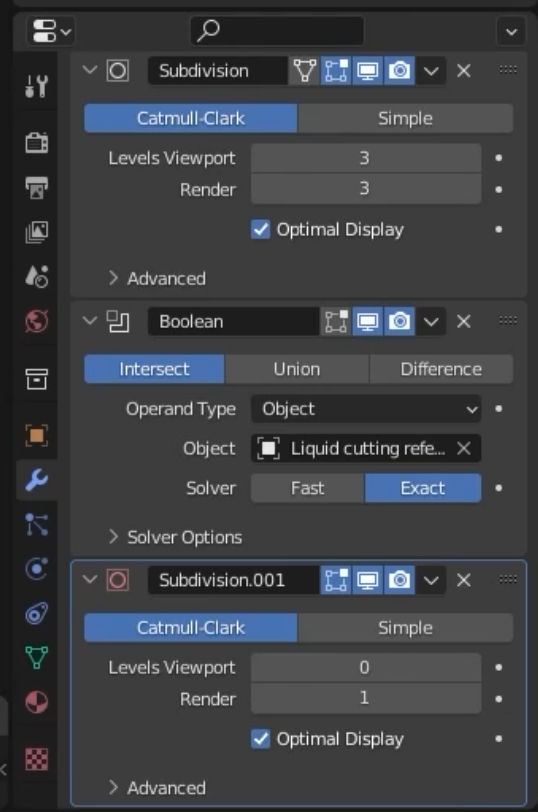 Subdivision
Catmull-Clark Simple
Levels Viewport 3
Render 3
Optimal Display
Advanced
Boolean
Intersect Union Difference
Operand Type Object
Object Liquid cutting refe...
Solver Fast Exact
Solver Options
Subdivision.001
Catmull-Clark Simple
Levels Viewport 0
Render 1
Optimal Display
Advanced